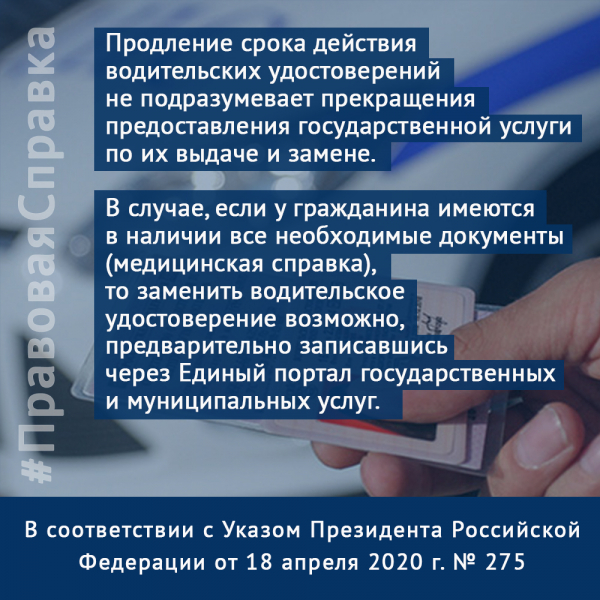 #ПравоваяСправка
Продление срока действия
водительских удостоверений
не подразумевает прекращения
предоставления государственной услуги
по их выдаче и замене.
В случае, если у гражданина имеются
в наличии все необходимые документы
(медицинская справка),
то заменить водительское
удостоверение возможно,
предварительно записавшись
через Единый портал государственных
и муниципальных услуг.
В соответствии с Указом Президента Российской
Федерации от 18 апреля 2020 г. № 275